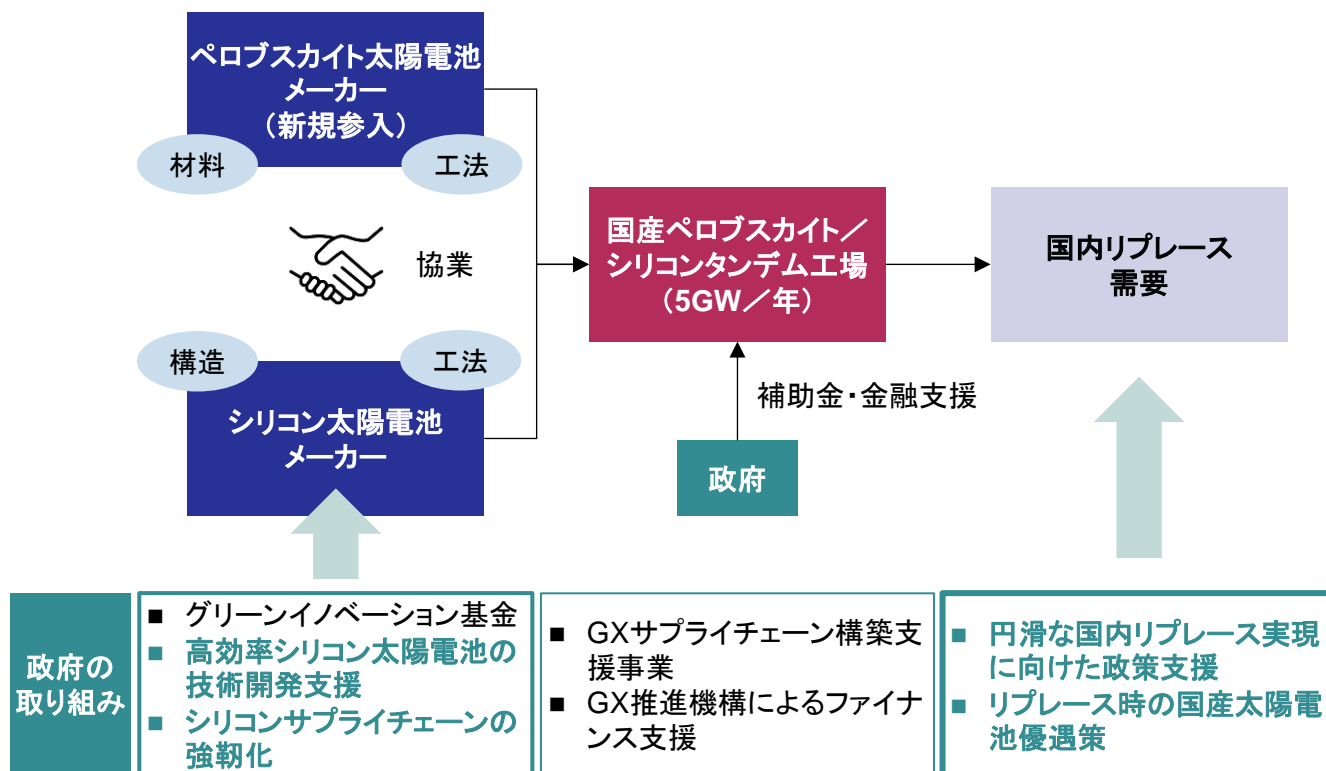 ペロブスカイト太陽電池
メーカー
（新規参入）
材料
工法
協業
構造
工法
シリコン太陽電池
メーカー
国産ペロブスカイト／
シリコンタンデム工場
（5GW／年）
国内リプレース
需要
補助金・金融支援
政府
政府の
取り組み
■ グリーンイノベーション基金
■ 高効率シリコン太陽電池の
技術開発支援
■ シリコンサプライチェーンの
強靭化
■ GXサプライチェーン構築支
援事業
■ GX推進機構によるファイナ
ンス支援
■ 円滑な国内リプレース実現
に向けた政策支援
■ リプレース時の国産太陽電
池優遇策